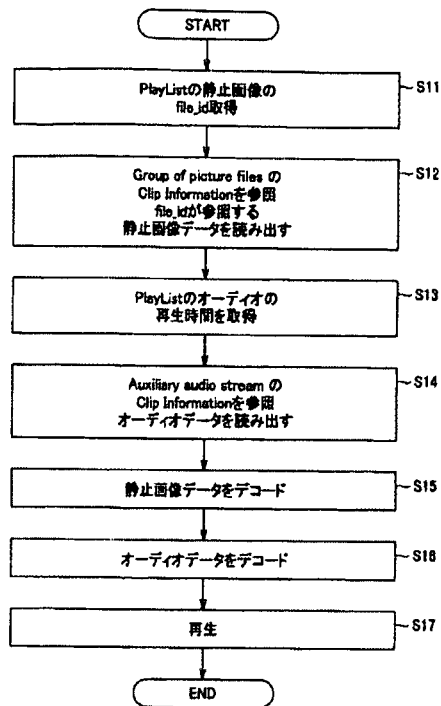 START
PlayListの静止画像の
file_id取得
S11
Group of picture files の
Clip Informationを参照
file_idが参照する
静止画像データを読み出す
S12
PlayListのオーディオの
再生時間を取得
S13
Auxiliary audio stream の
Clip Informationを参照
オーディオデータを読み出す
S14
静止画像データをデコード
S15
オーディオデータをデコード
S16
再生
S17
END